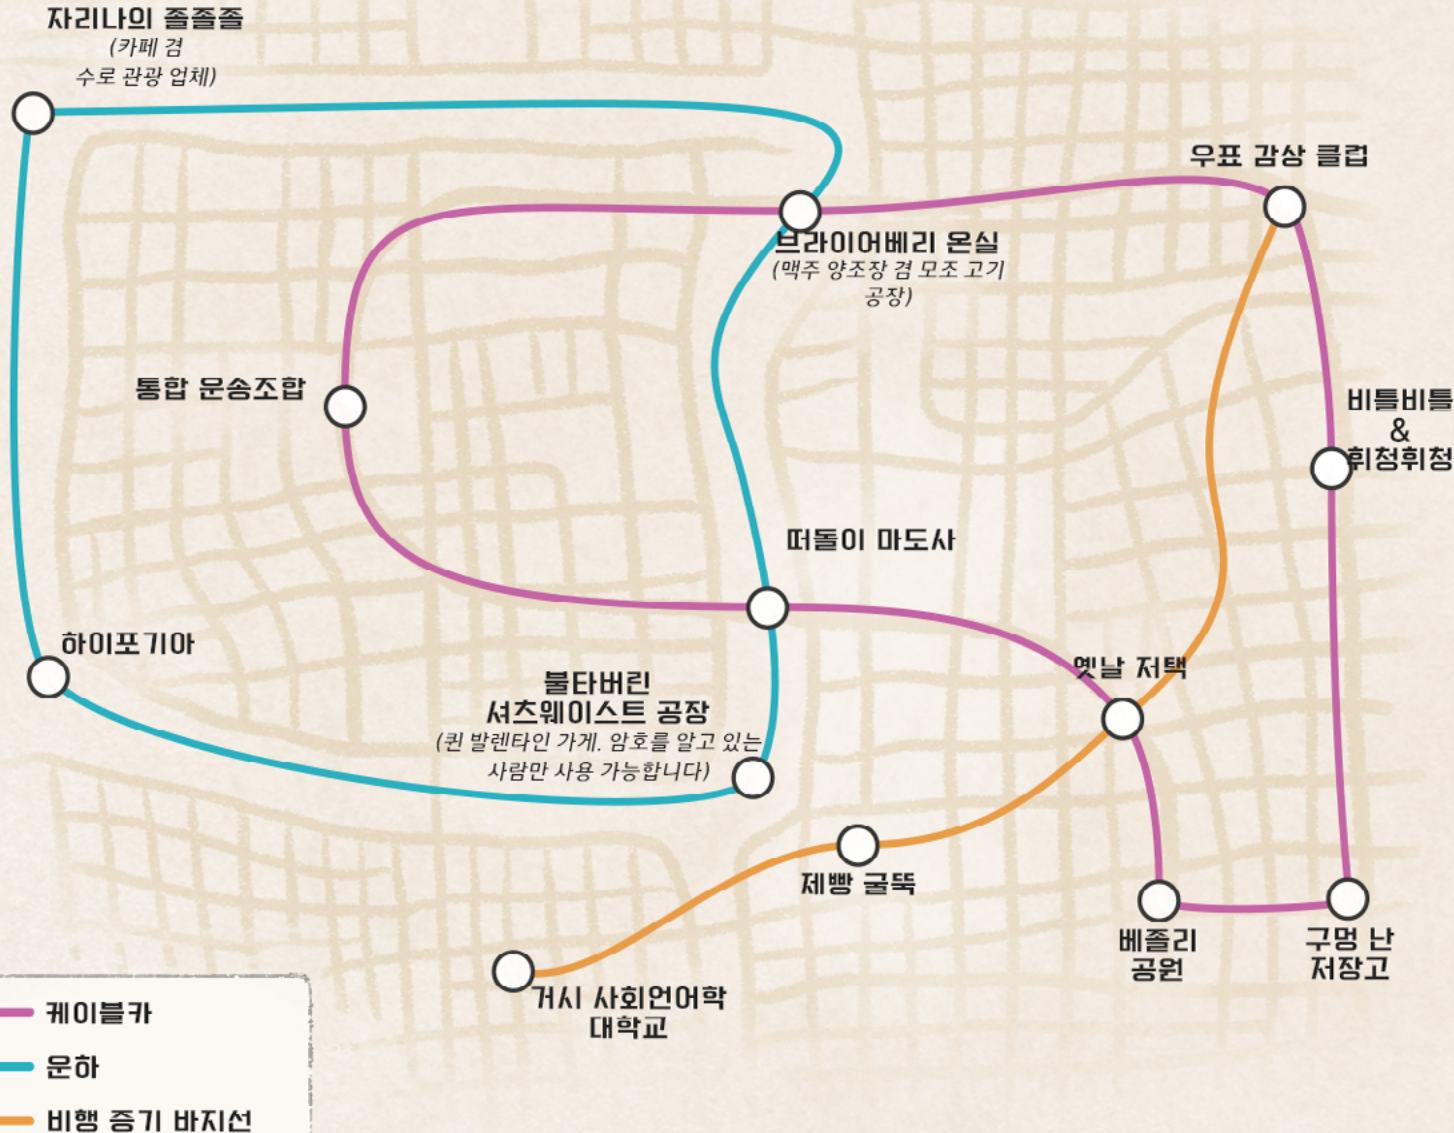 자리나의 졸졸졸
(카페 겸
수로 관광 업체)
우표 감상 클럽
브라이어베리 온실
(맥주 양조장 겸 모조 고기
공장)
통합 운송조합
비틀비틀
&
휘청휘청
떠돌이 마도사
하이포기아
옛날 저택
불타버린
셔츠웨이스트 공장
(퀸 발렌타인 가게. 암호를 알고 있는
사람만 사용 가능합니다)
제빵 굴뚝
베졸리
공원
구멍 난
저장고
거시 사회언어학
대학교
케이블카
운하
비행 증기 바지선